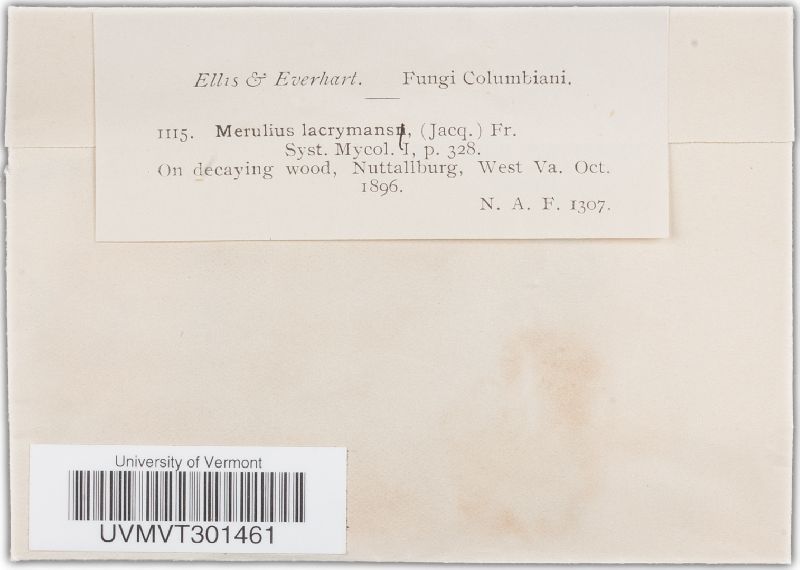 Ellis & Everhart. Fungi Columbiani.
1115. Merulius lacrymans, (Jacq.) Fr.
Syst. Mycol. I, p. 328.
On decaying wood, Nuttallburg, West Va. Oct.
1896.
N. A. F. 1307.
University of Vermont
UVMVT301461